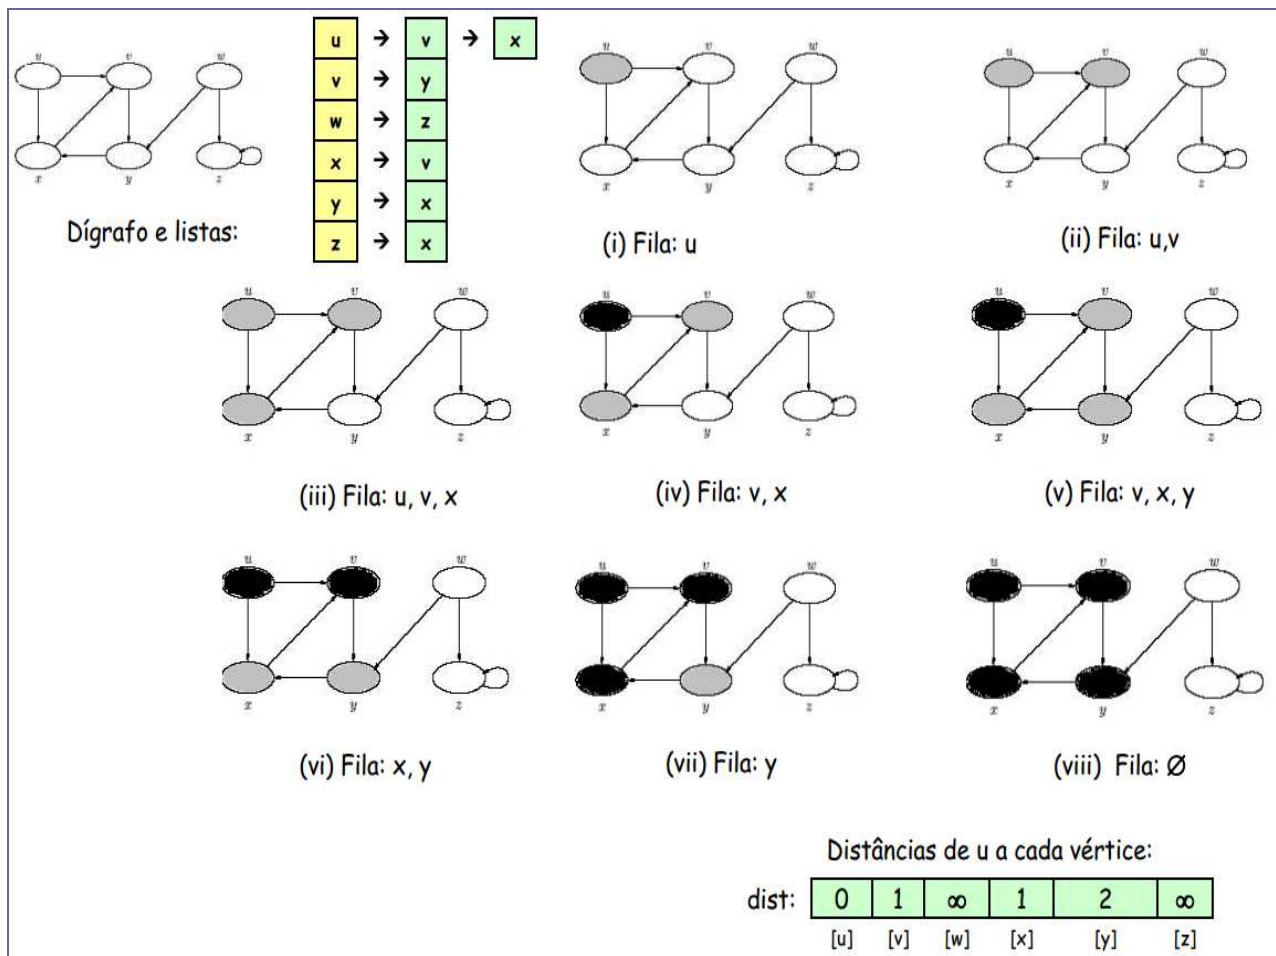 u → v → x
v → y
w → z
x → v
y → x
z → x
u v w
x y z
Dígrafo e listas:
u v w
x y z
(i) Fila: u
u v w
x y z
(ii) Fila: u,v
u v w
x y z
(iii) Fila: u, v, x
u v w
x y z
(iv) Fila: v, x
u v w
x y z
(v) Fila: v, x, y
u v w
x y z
(vi) Fila: x, y
u v w
x y z
(vii) Fila: y
u v w
x y z
(viii) Fila: Ø
Distâncias de u a cada vértice:
dist: 0 1 ∞ 1 2 ∞
[u] [v] [w] [x] [y] [z]